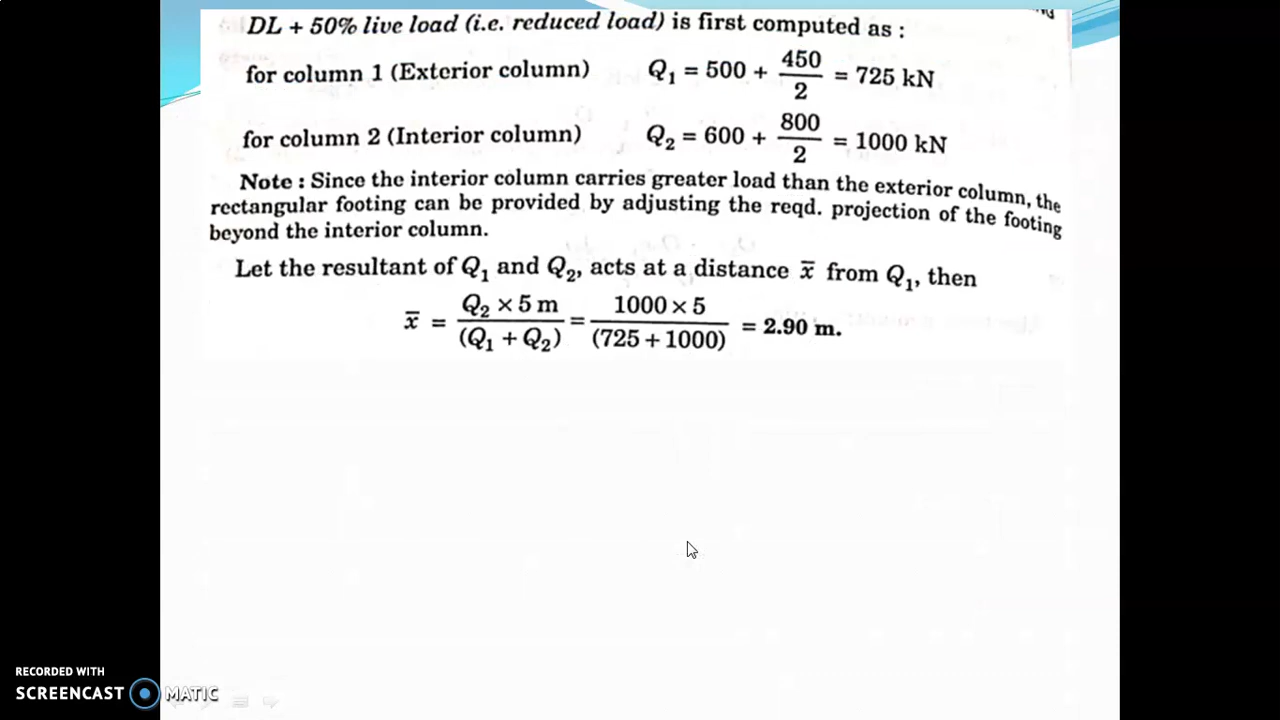 DL + 50% live load (i.e. reduced load) is first computed as :
for column 1 (Exterior column) Q₁ = 500 + 450/2 = 725 kN
for column 2 (Interior column) Q₂ = 600 + 800/2 = 1000 kN
Note : Since the interior column carries greater load than the exterior column, the
rectangular footing can be provided by adjusting the reqd. projection of the footing
beyond the interior column.
Let the resultant of Q₁ and Q₂, acts at a distance x̄ from Q₁, then
x̄ = Q₂ × 5 m/(Q₁ + Q₂) = 1000 × 5/(725 + 1000) = 2.90 m.
RECORDED WITH
SCREENCAST MATIC